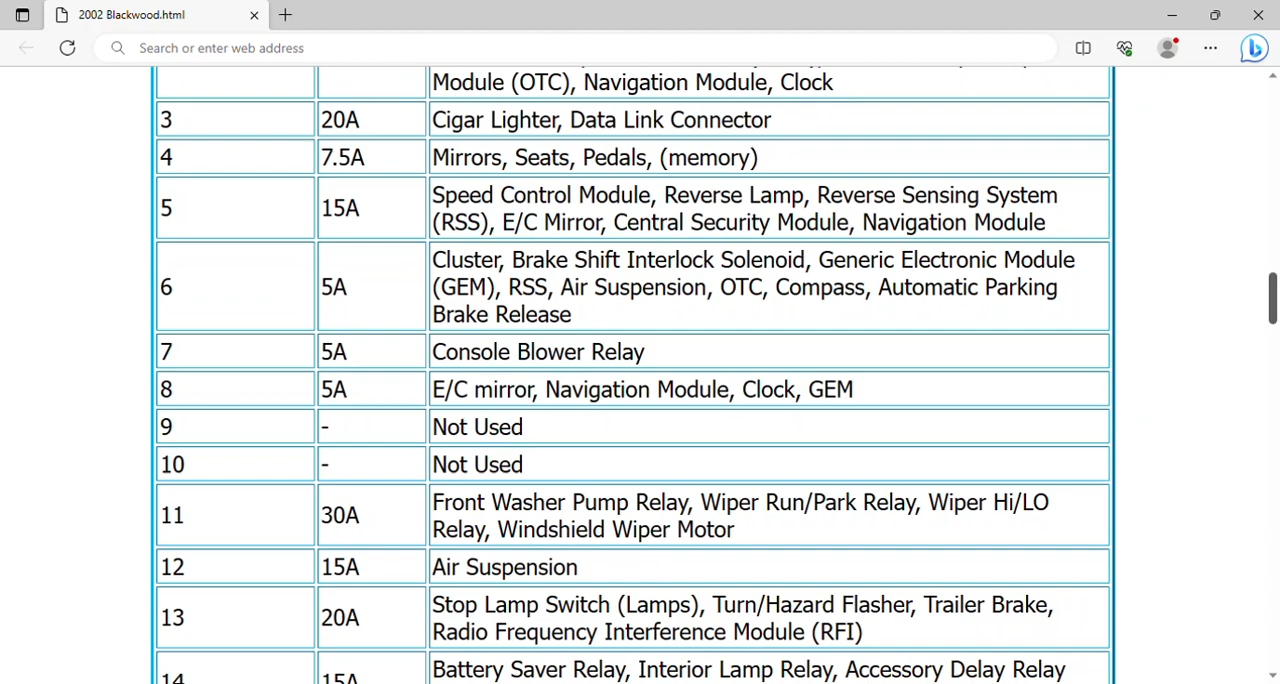 2002 Blackwood.html
Search or enter web address
Module (OTC), Navigation Module, Clock
3 20A Cigar Lighter, Data Link Connector
4 7.5A Mirrors, Seats, Pedals, (memory)
5 15A Speed Control Module, Reverse Lamp, Reverse Sensing System
(RSS), E/C Mirror, Central Security Module, Navigation Module
6 5A Cluster, Brake Shift Interlock Solenoid, Generic Electronic Module
(GEM), RSS, Air Suspension, OTC, Compass, Automatic Parking
Brake Release
7 5A Console Blower Relay
8 5A E/C mirror, Navigation Module, Clock, GEM
9 - Not Used
10 - Not Used
11 30A Front Washer Pump Relay, Wiper Run/Park Relay, Wiper Hi/LO
Relay, Windshield Wiper Motor
12 15A Air Suspension
13 20A Stop Lamp Switch (Lamps), Turn/Hazard Flasher, Trailer Brake,
Radio Frequency Interference Module (RFI)
14 15A Battery Saver Relay, Interior Lamp Relay, Accessory Delay Relay